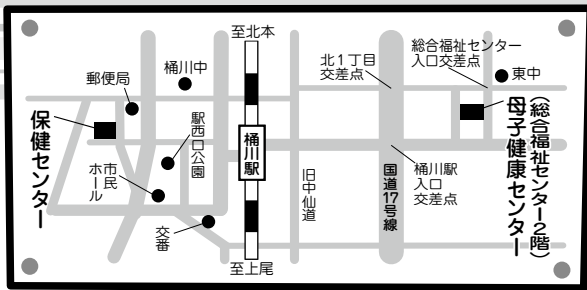 至北本
総合福祉センター
入口交差点
北1丁目
交差点
東中
桶川中
郵便局
保健センター
駅西口公園
桶川駅
市民
ホール
交番
旧中仙道
国道17号線
桶川駅
入口
交差点
母子健康センター
(総合福祉センター2階)
至上尾